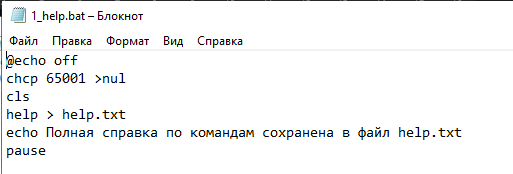 1_help.bat – Блокнот
Файл Правка Формат Вид Справка
@echo off
chcp 65001 >nul
cls
help > help.txt
echo Полная справка по командам сохранена в файл help.txt
pause